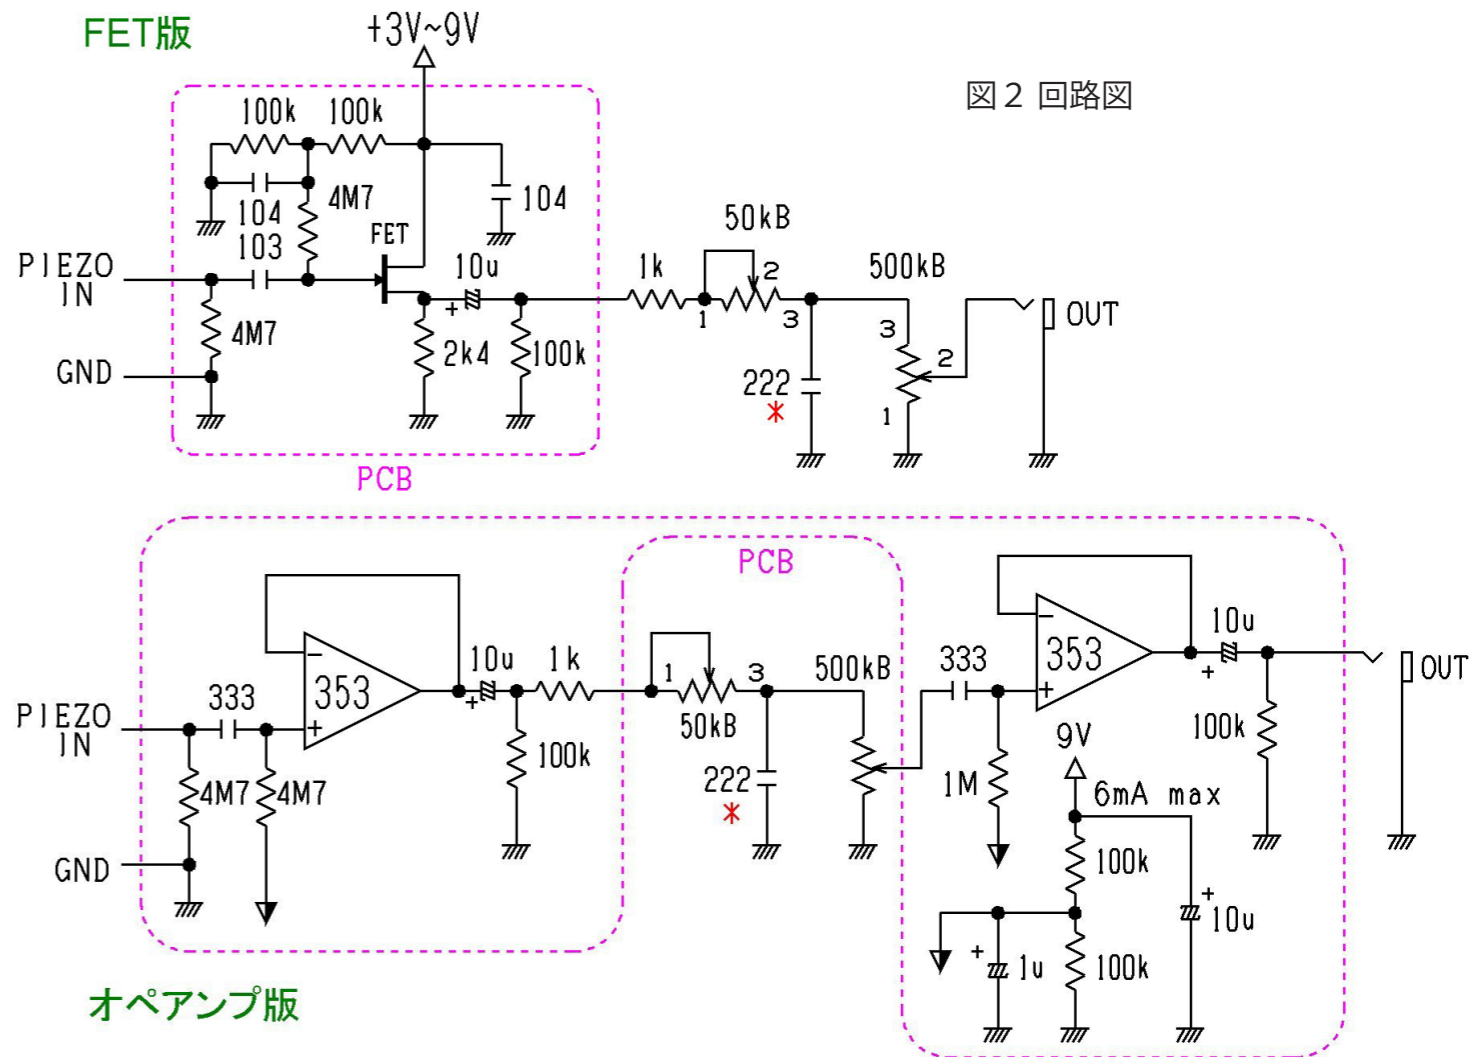 FET版
+3V~9V
図2 回路図
100k
100k
104
4M7
104
103
FET
50kB
PIEZO
IN
10u
1k
2
500kB
+
1
3
3
OUT
4M7
2k4
100k
2
GND
222
*
1
PCB
PCB
-
10u
353
10u
1k
1
3
500kB
333
353
+
OUT
333
+
50kB
+
PIEZO
IN
+
100k
9V
100k
4M7
4M7
222
*
1M
6mA max
GND
100k
+
10u
+
1u
100k
オペアンプ版
-